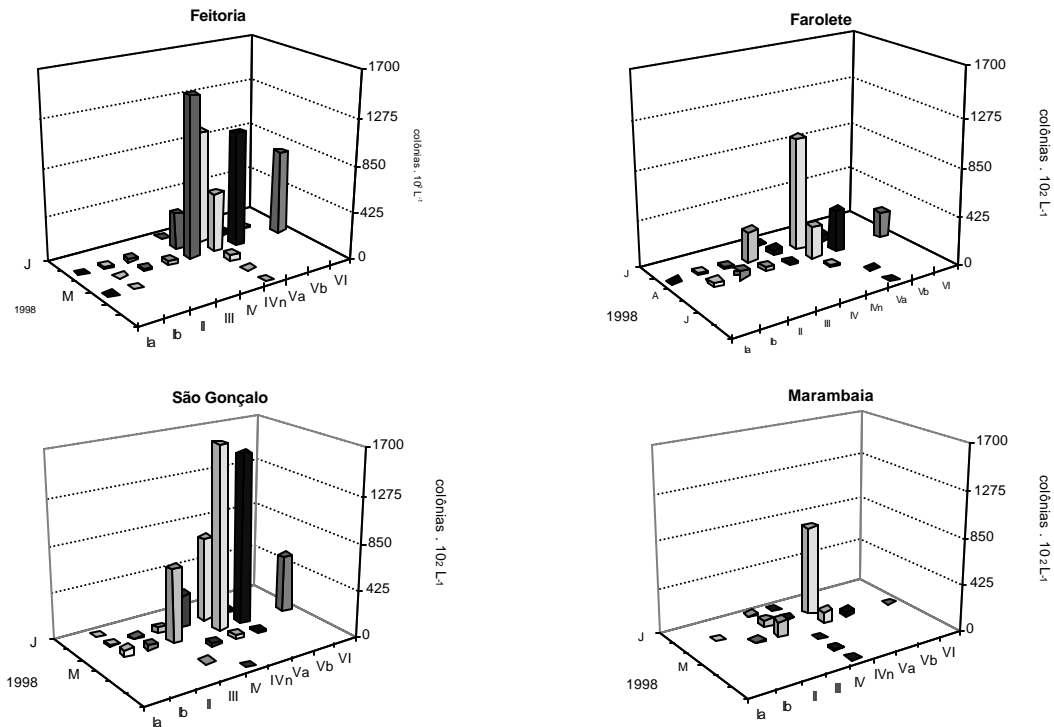 Feitoria
1700
1275
850
425
0
colônias . 10² L-1
J
M
1998
Ia
Ib
II
III
IV
IVn
Va
Vb
VI
Farolete
1700
1275
850
425
0
colônias . 102 L-1
J
A
J
1998
Ia
Ib
II
III
IV
IVn
Va
Vb
VI
São Gonçalo
1700
1275
850
425
0
colônias . 102 L-1
J
M
1998
Ia
Ib
II
III
IV
IVn
Va
Vb
VI
Marambaia
1700
1275
850
425
0
colônias . 102 L-1
J
M
1998
Ia
Ib
II
III
IV
IVn
Va
Vb
VI